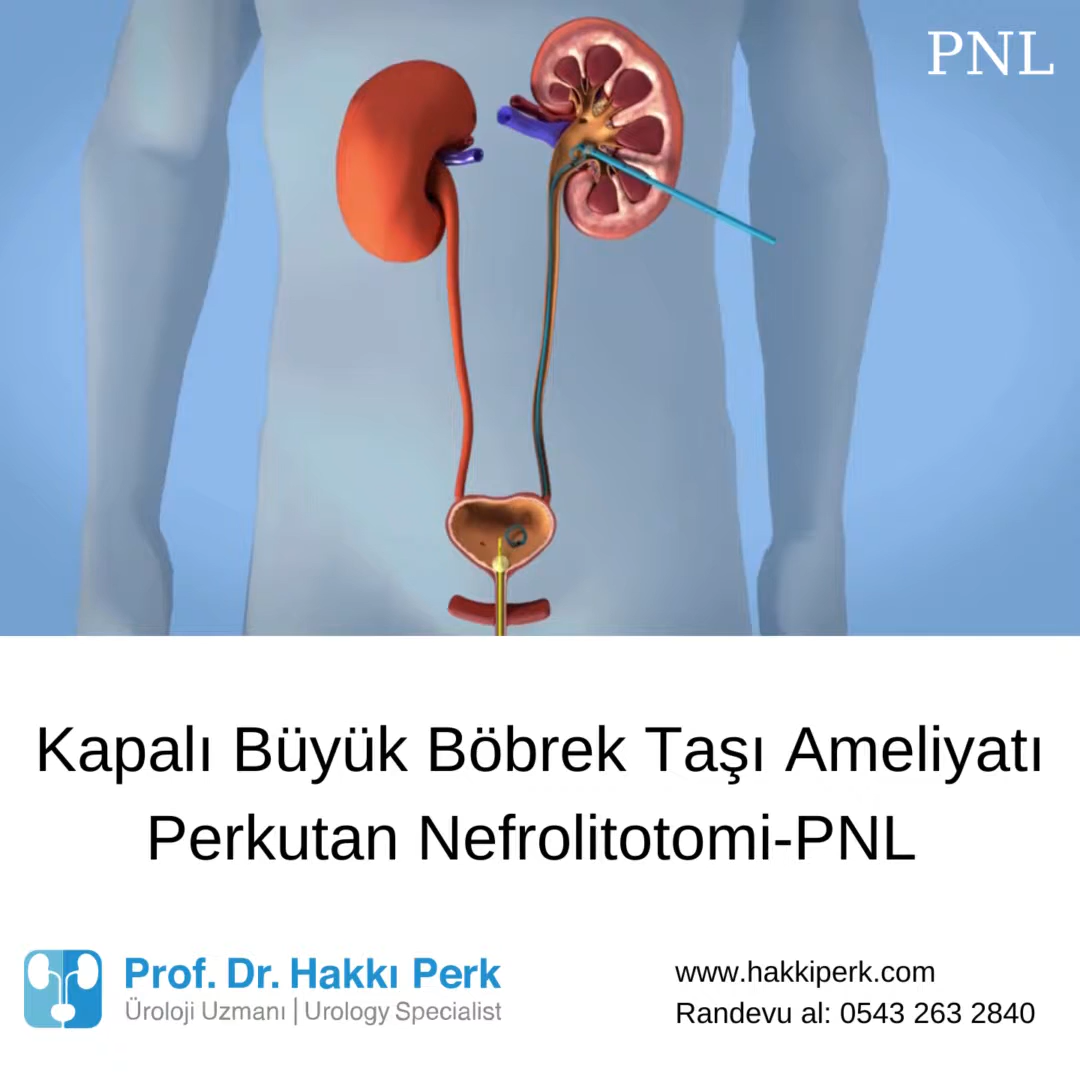 PNL
Kapalı Büyük Böbrek Taşı Ameliyatı
Perkutan Nefrolitotomi-PNL
Prof. Dr. Hakkı Perk
Üroloji Uzmanı | Urology Specialist
www.hakkiperk.com
Randevu al: 0543 263 2840